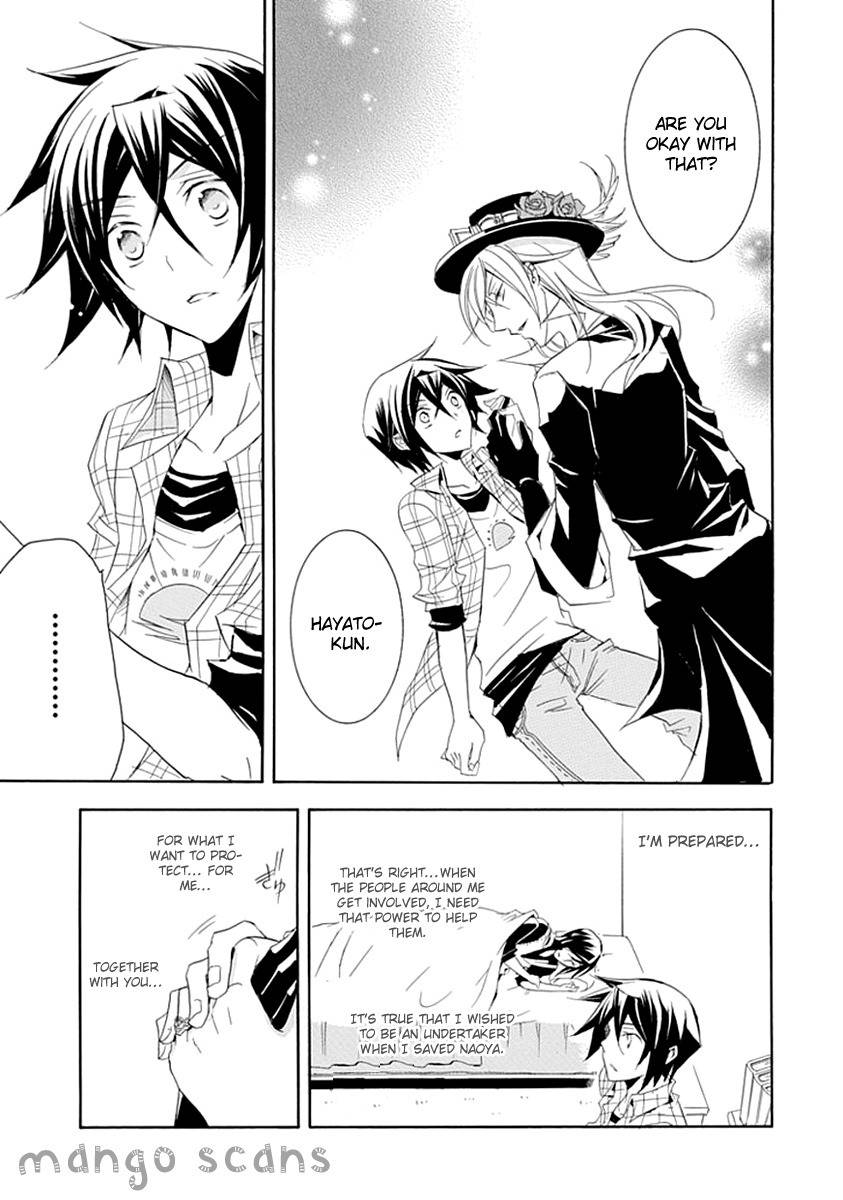 ARE YOU
OKAY WITH
THAT?
HAYATO-
KUN.
.........
I'M PREPARED...
THAT'S RIGHT...WHEN
THE PEOPLE AROUND ME
GET INVOLVED, I NEED
THAT POWER TO HELP
THEM.
IT'S TRUE THAT I WISHED
TO BE AN UNDERTAKER
WHEN I SAVED NAOYA.
FOR WHAT I
WANT TO PRO-
TECT... FOR
ME...
ぎゅ
TOGETHER
WITH YOU...
mango scans